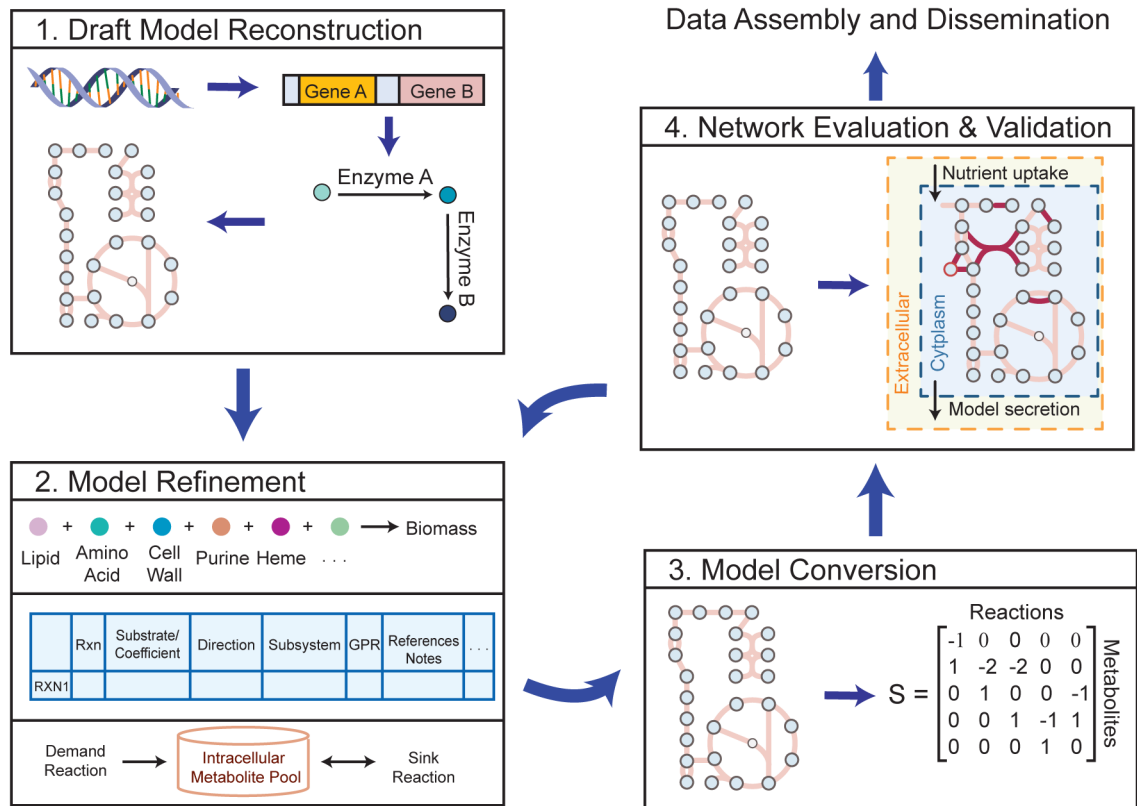 1. Draft Model Reconstruction
Gene A
Gene B
Enzyme A
Enzyme B
2. Model Refinement
+ + + + + Biomass
Lipid
Amino
Acid
Cell
Wall
Purine
Heme
. . .
Rxn
Substrate/
Coefficient
Direction
Subsystem
GPR
References
Notes
. . .
RXN1
Demand
Reaction
Intracellular
Metabolite Pool
Sink
Reaction
3. Model Conversion
Reactions
S =
-1 0 0 0 0
1 -2 -2 0 0
0 1 0 0 -1
0 0 1 -1 1
0 0 0 1 0
Metabolites
4. Network Evaluation & Validation
Nutrient uptake
Extracellular
Cytplasm
Model secretion
Data Assembly and Dissemination